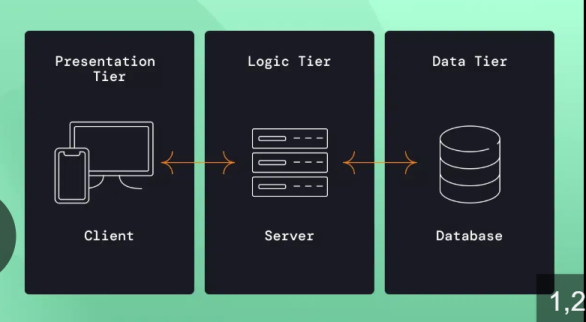 Presentation
Tier
Logic Tier
Data Tier
Client
Server
Database
1,2